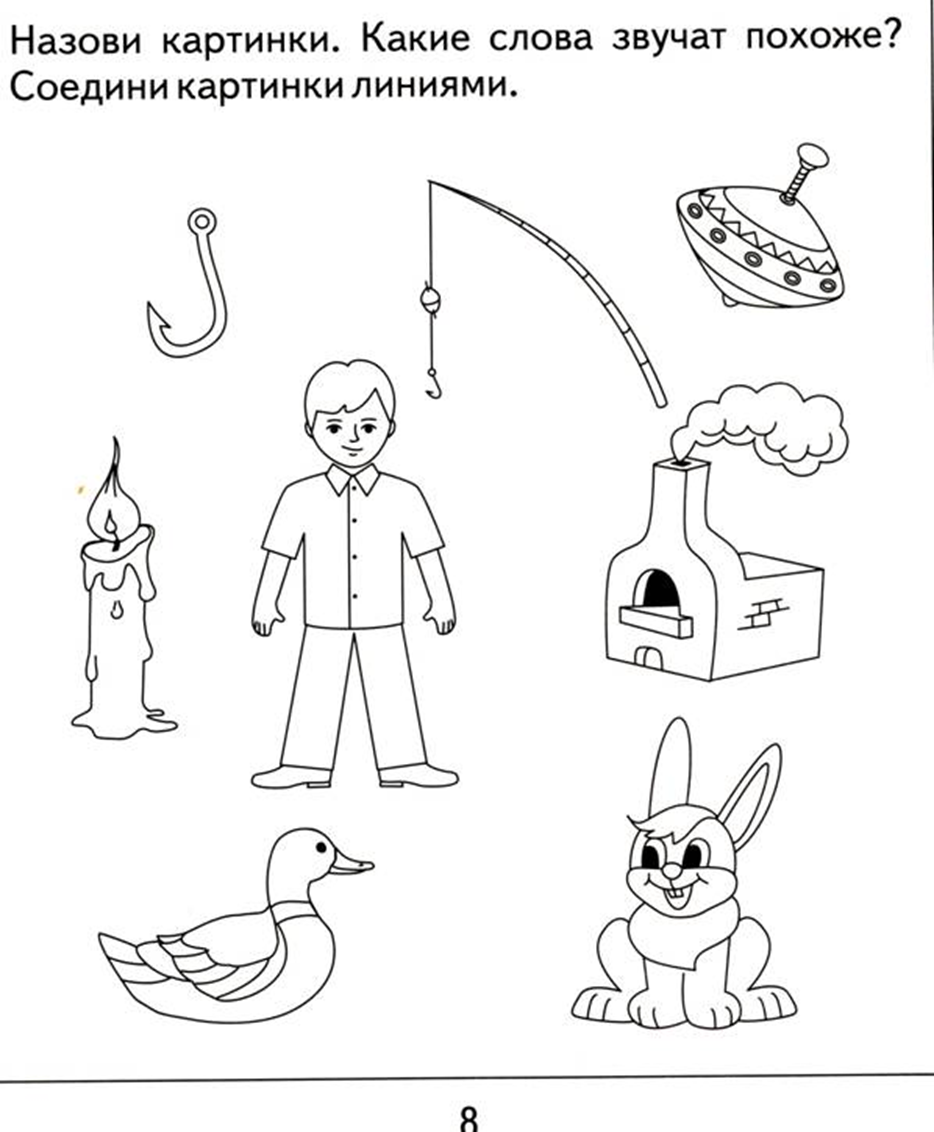 Назови картинки. Какие слова звучат похоже?
Соедини картинки линиями.
8